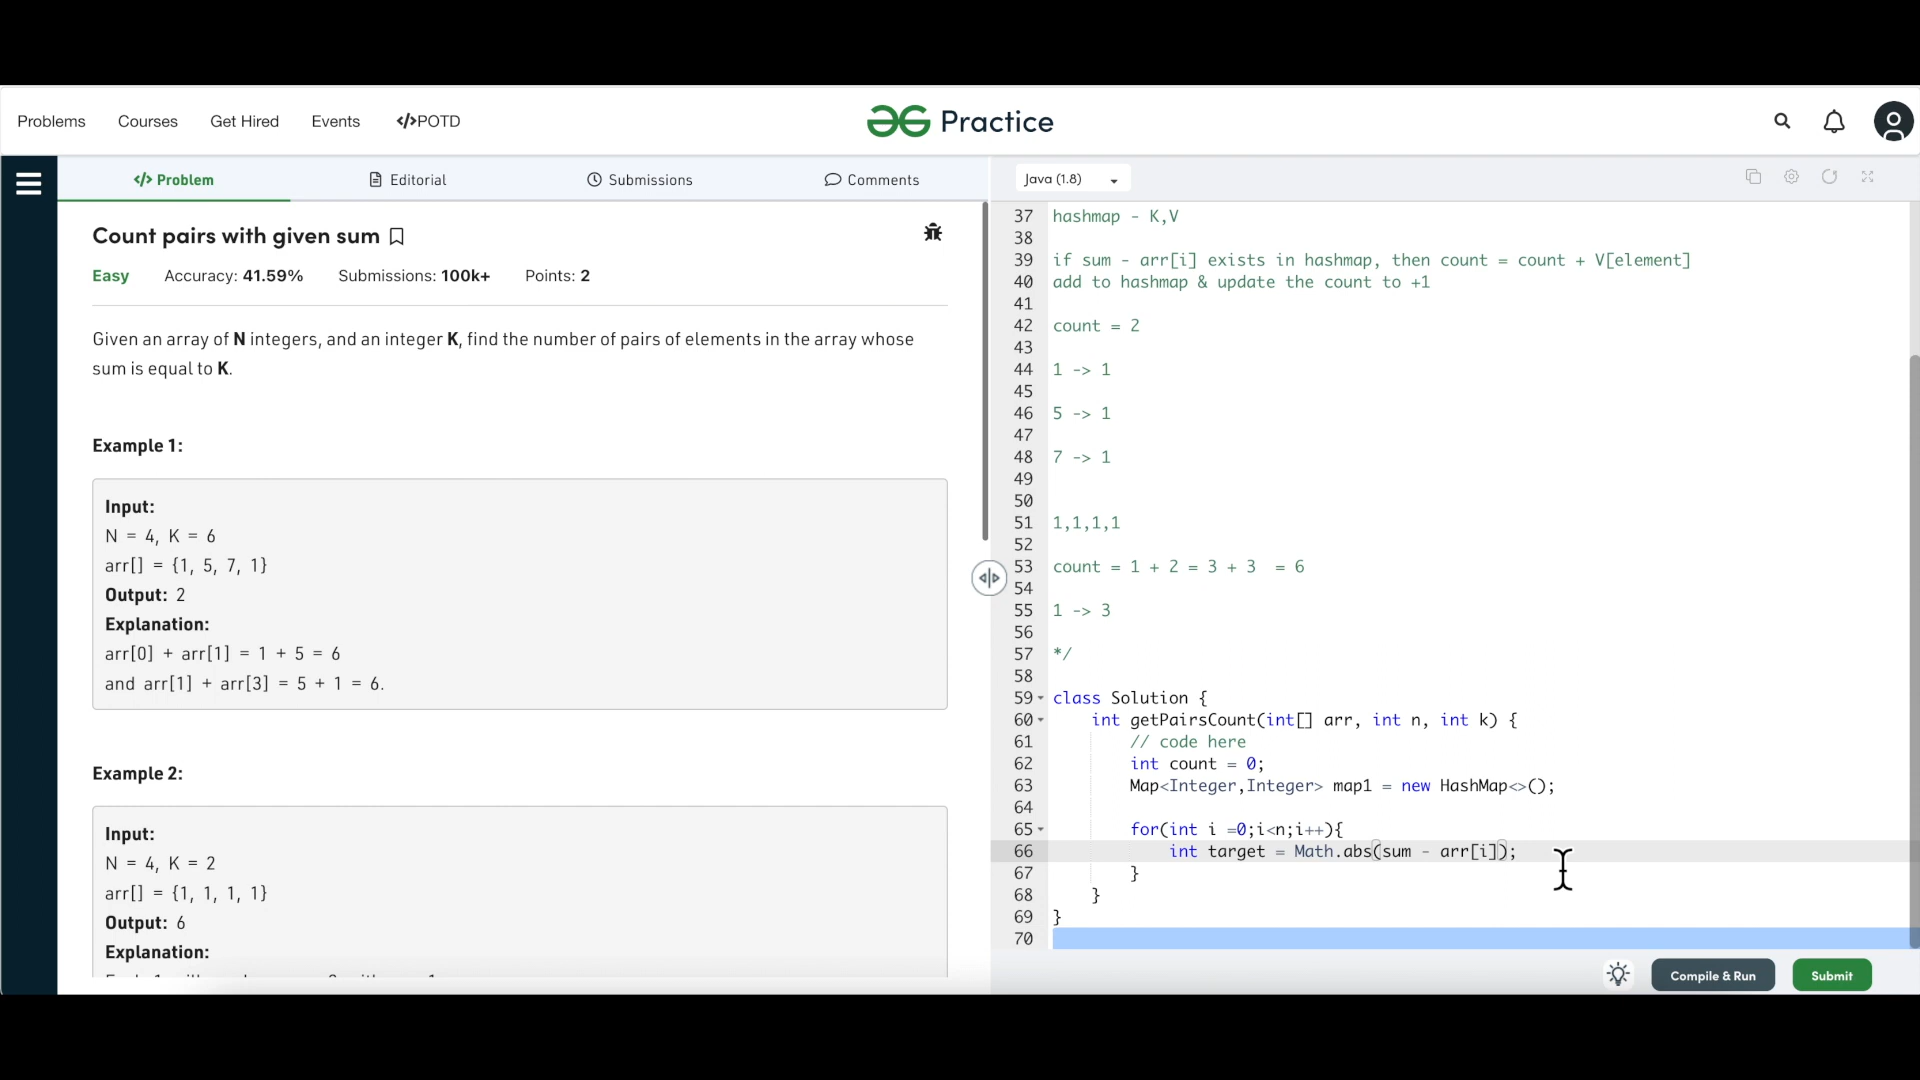 Problems Courses Get Hired Events </>POTD
Practice
</> Problem Editorial Submissions Comments
Java (1.8)
Count pairs with given sum
Easy Accuracy: 41.59% Submissions: 100k+ Points: 2
Given an array of N integers, and an integer K, find the number of pairs of elements in the array whose
sum is equal to K.
Example 1:
Input:
N = 4, K = 6
arr[] = {1, 5, 7, 1}
Output: 2
Explanation:
arr[0] + arr[1] = 1 + 5 = 6
and arr[1] + arr[3] = 5 + 1 = 6.
Example 2:
Input:
N = 4, K = 2
arr[] = {1, 1, 1, 1}
Output: 6
Explanation:
37 hashmap - K,V
38
39 if sum - arr[i] exists in hashmap, then count = count + V[element]
40 add to hashmap & update the count to +1
41
42 count = 2
43
44 1 -> 1
45
46 5 -> 1
47
48 7 -> 1
49
50
51 1,1,1,1
52
53 count = 1 + 2 = 3 + 3 = 6
54
55 1 -> 3
56
57 */
58
59 class Solution {
60 int getPairsCount(int[] arr, int n, int k) {
61 // code here
62 int count = 0;
63 Map<Integer,Integer> map1 = new HashMap<>();
64
65 for(int i =0;i<n;i++){
66 int target = Math.abs(sum - arr[i]);
67 }
68 }
69 }
70
Compile & Run Submit